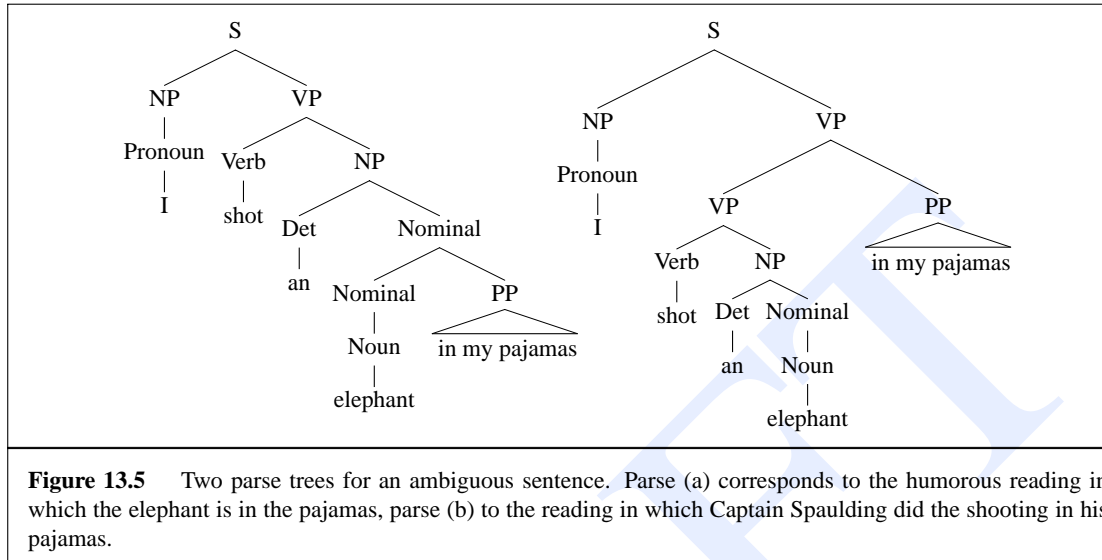 S
NP VP
Pronoun
I
Verb NP
shot
Det Nominal
an
Nominal PP
Noun in my pajamas
elephant
S
NP VP
Pronoun
I
VP PP
in my pajamas
Verb NP
shot
Det Nominal
an
Noun
elephant
Figure 13.5 Two parse trees for an ambiguous sentence. Parse (a) corresponds to the humorous reading in
which the elephant is in the pajamas, parse (b) to the reading in which Captain Spaulding did the shooting in his
pajamas.
FT